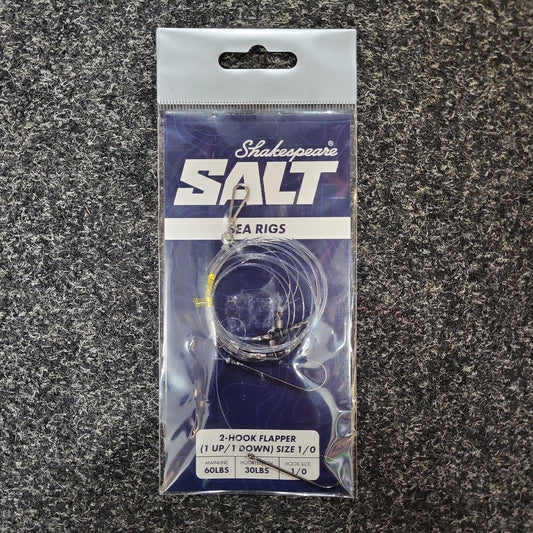 Shakespeare®
SALT
SEA RIGS
2-HOOK FLAPPER
(1 UP/1 DOWN) SIZE 1/0
MAINLINE HOOK SIZE
60LBS 30LBS 1/0